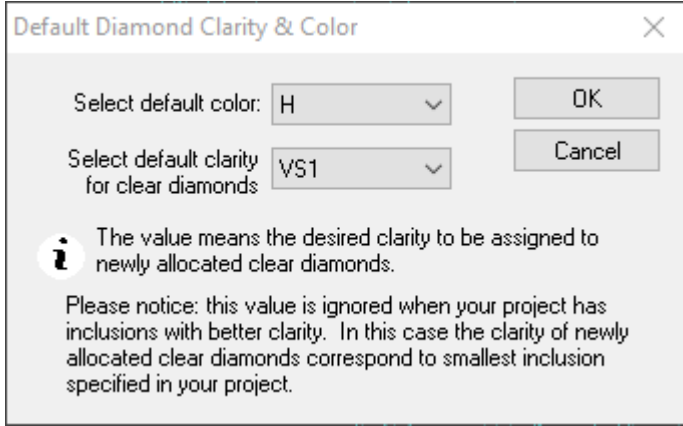 Default Diamond Clarity & Color
Select default color: H
OK
Select default clarity
for clear diamonds
VS1
Cancel
The value means the desired clarity to be assigned to
newly allocated clear diamonds.
Please notice: this value is ignored when your project has
inclusions with better clarity. In this case the clarity of newly
allocated clear diamonds correspond to smallest inclusion
specified in your project.